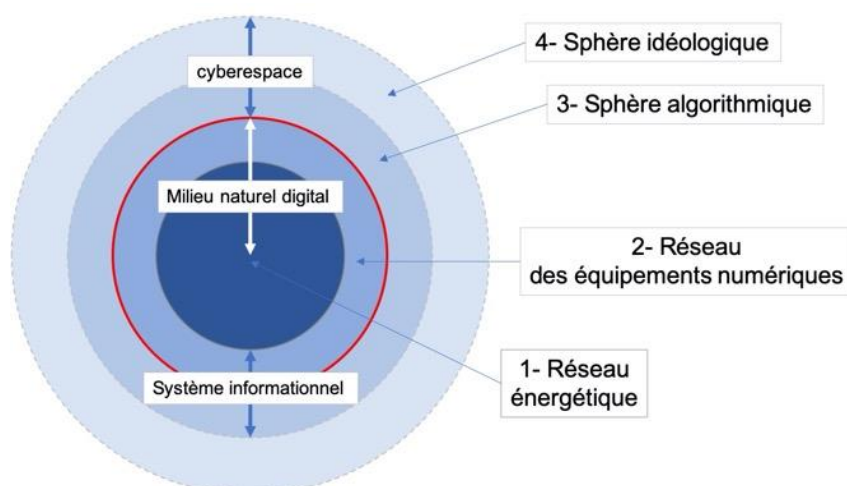 4- Sphère idéologique
cyberespace
3- Sphère algorithmique
Milieu naturel digital
2- Réseau
des équipements numériques
1- Réseau
énergétique
Système informationnel